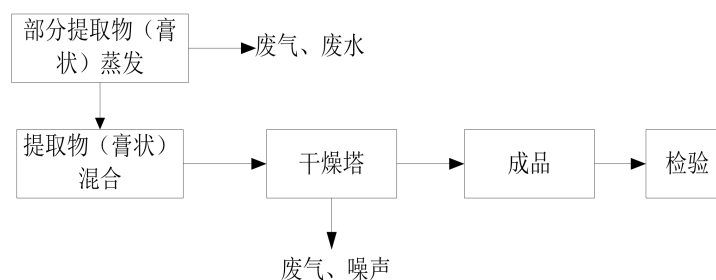 部分提取物（膏
状）蒸发
废气、废水
提取物（膏状）
混合
干燥塔
成品
检验
废气、噪声